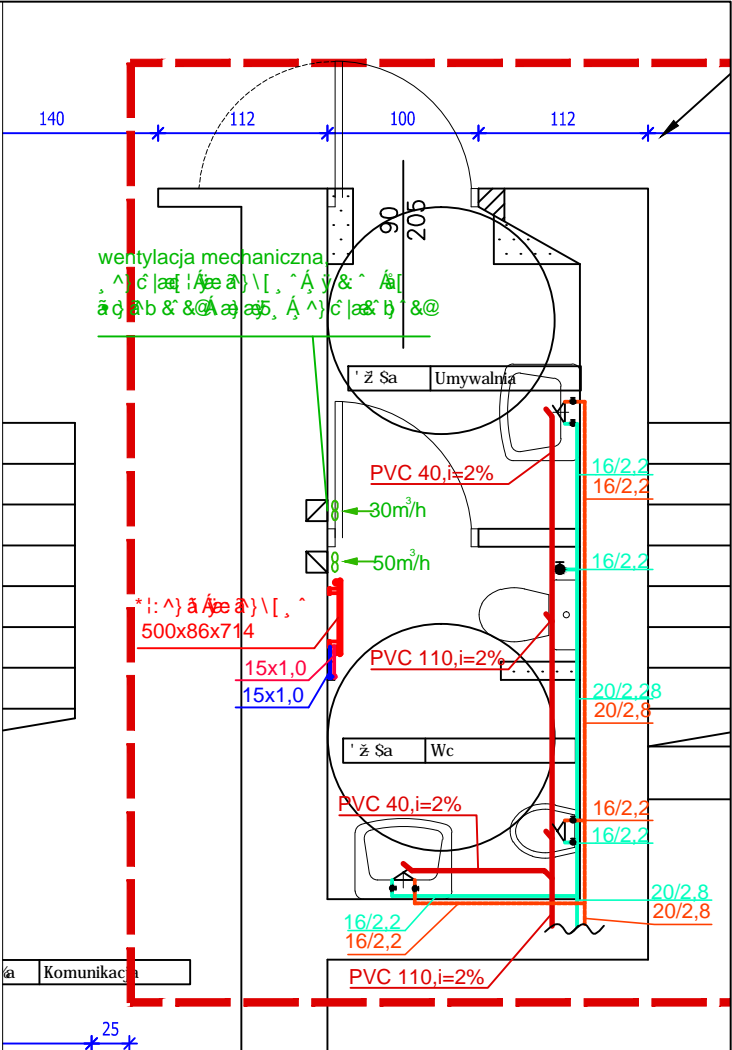 140
112
100
112
90
205
wentylacja mechaniczna
Umywalnia
PVC 40,i=2%
16/2,2
16/2,2
30m³/h
50m³/h
16/2,2
500x86x714
PVC 110,i=2%
15x1,0
15x1,0
20/2,28
20/2,8
Wc
PVC 40,i=2%
16/2,2
16/2,2
20/2,8
20/2,8
16/2,2
16/2,2
PVC 110,i=2%
Komunikacja
25